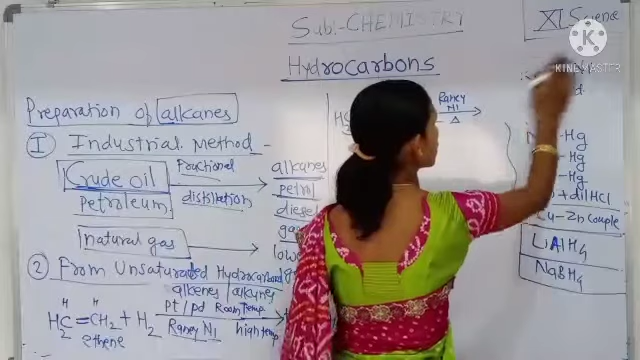 Sub:- CHEMISTRY
XI Science
KINEMASTER
Hydrocarbons
Preparation of alkanes
① Industrial Method -
Crude oil
Fractional
distillation
Petroleum
natural gas
alkanes
petrol
diesel
② From Unsaturated Hydrocarbons
alkenes | alkynes
H H
HC = CH₂ + H₂
ethene
Pt / Pd Room temp
Raney Ni high temp
Raney
Ni
Δ
-Hg
-Hg
-Hg
+ dil HCl
Cu-Zn couple
LiAlH₄
NaBH₄